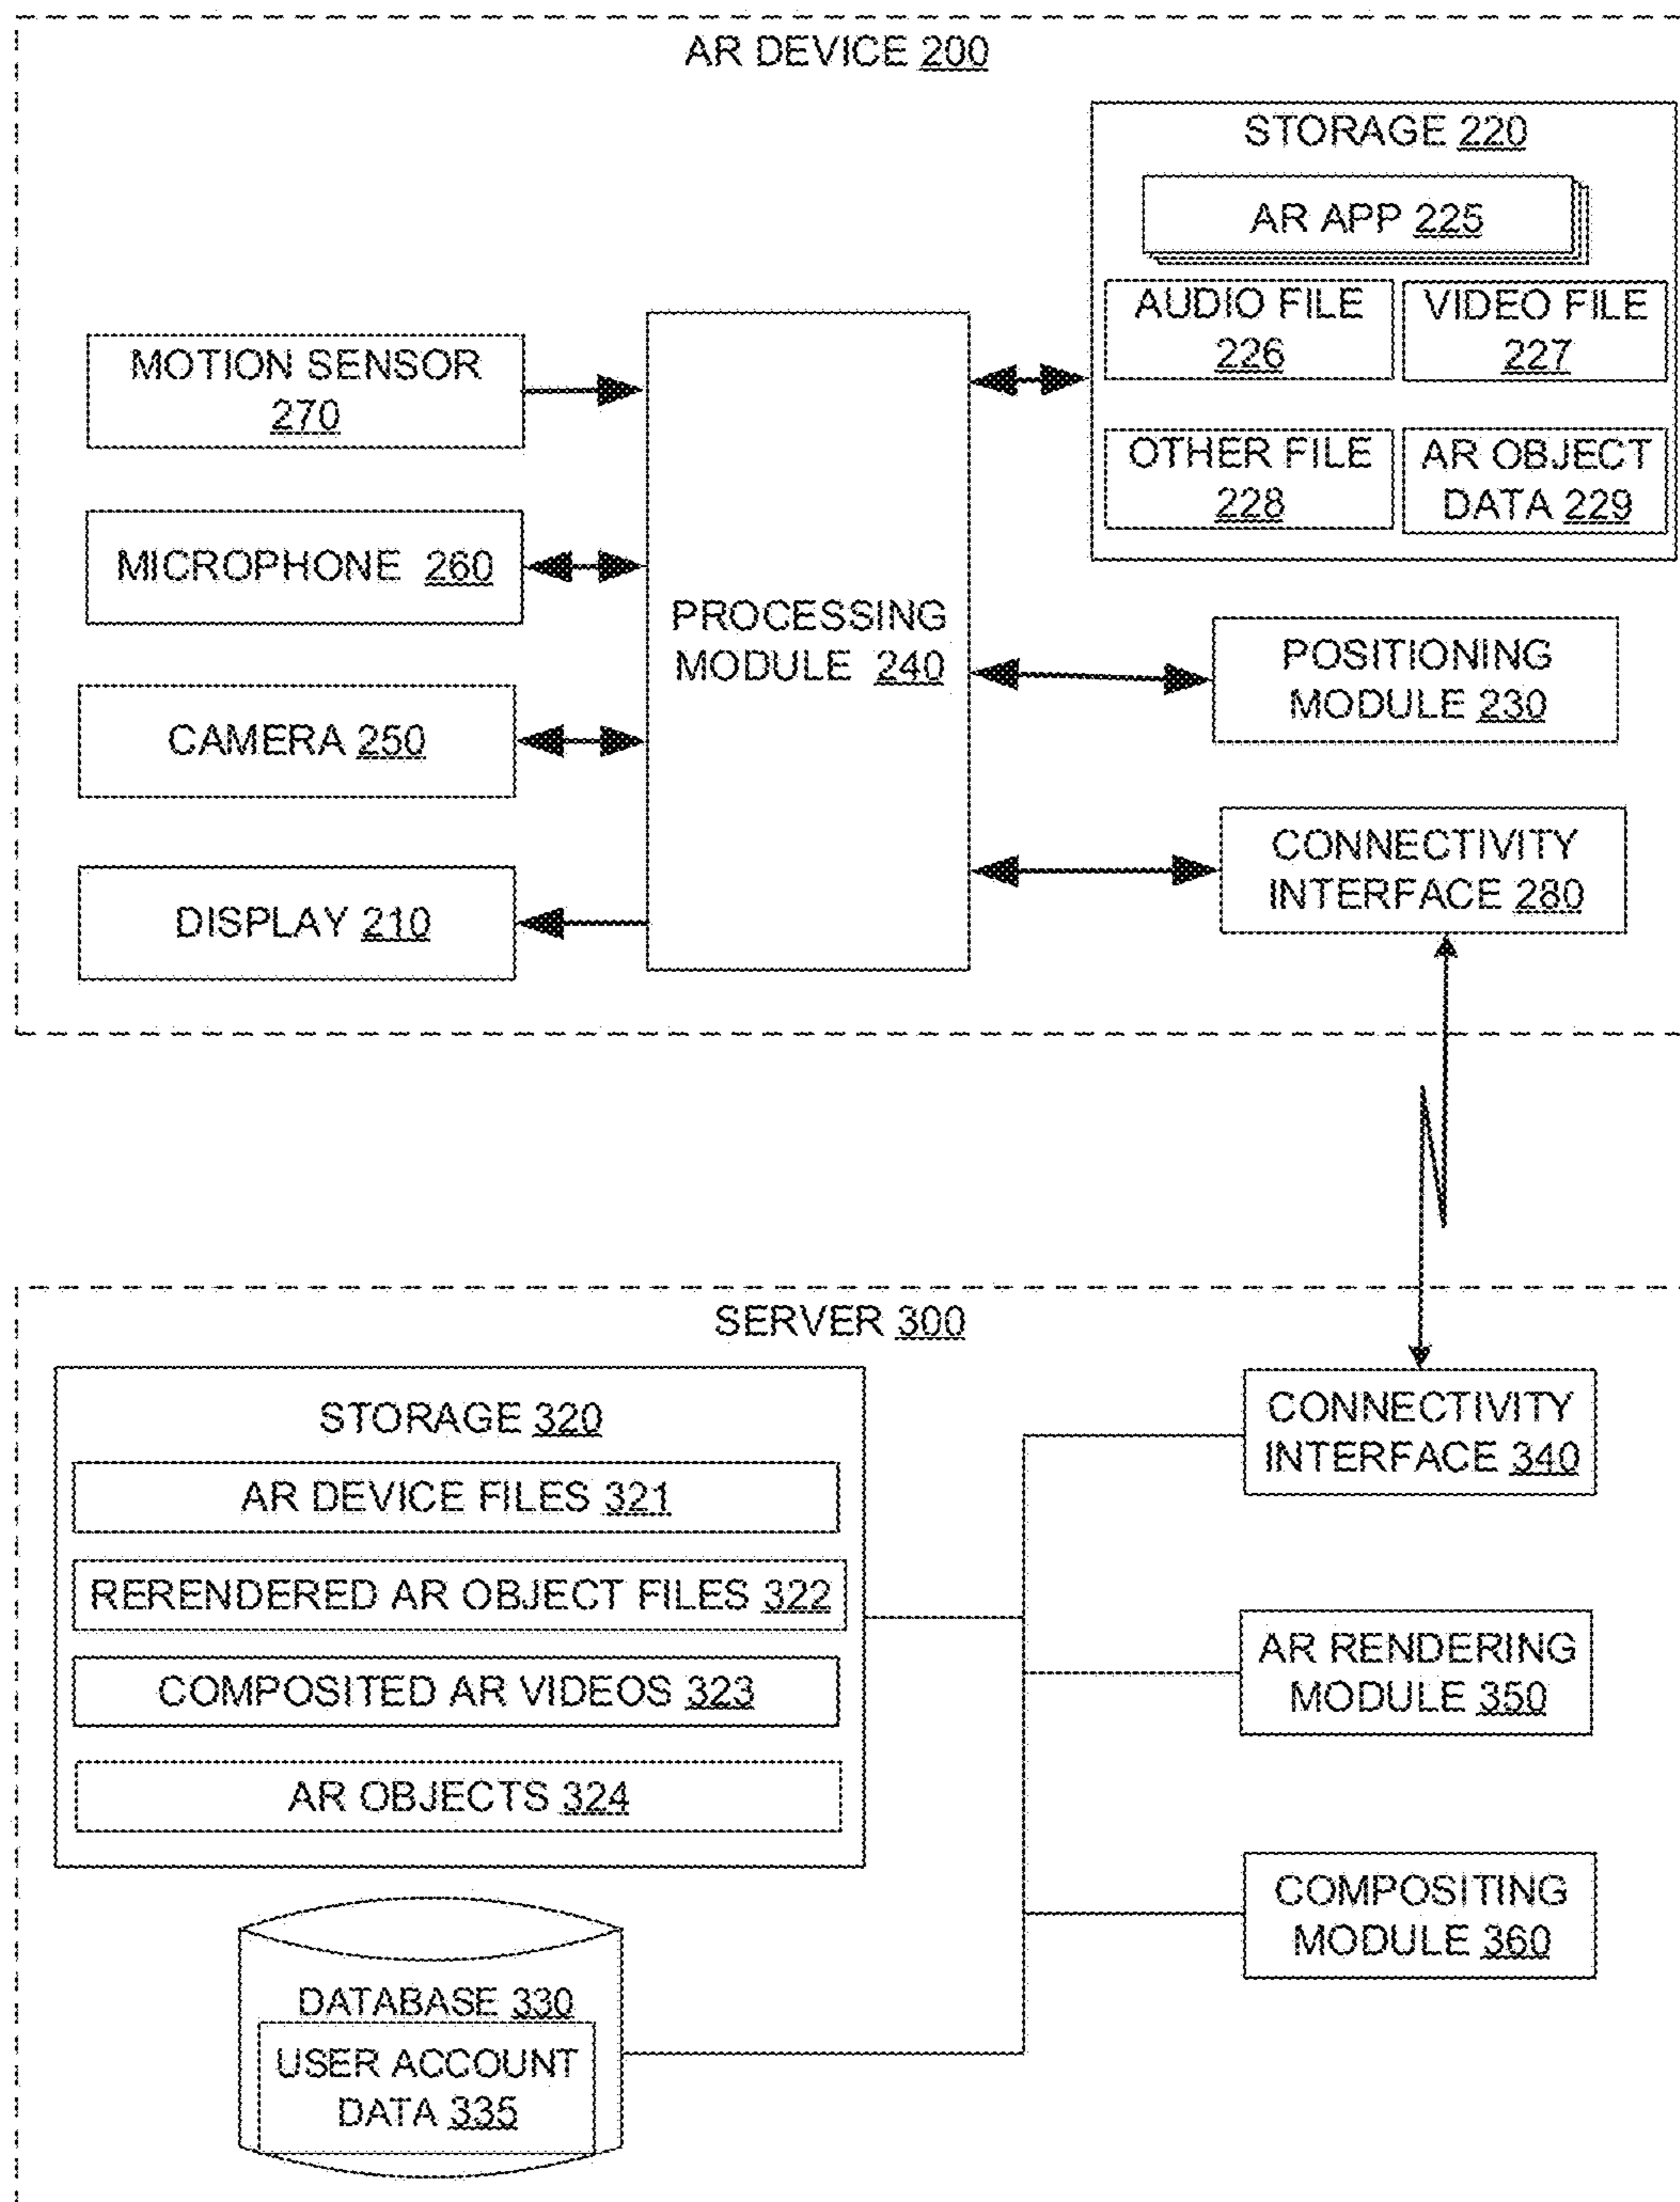 AR DEVICE 200
STORAGE 220
AR APP 225
AUDIO FILE
226
VIDEO FILE
227
OTHER FILE
228
AR OBJECT
DATA 229
MOTION SENSOR
270
MICROPHONE 260
CAMERA 250
DISPLAY 210
PROCESSING
MODULE 240
POSITIONING
MODULE 230
CONNECTIVITY
INTERFACE 280
SERVER 300
STORAGE 320
AR DEVICE FILES 321
RERENDERED AR OBJECT FILES 322
COMPOSITED AR VIDEOS 323
AR OBJECTS 324
DATABASE 330
USER ACCOUNT
DATA 335
CONNECTIVITY
INTERFACE 340
AR RENDERING
MODULE 350
COMPOSITING
MODULE 360